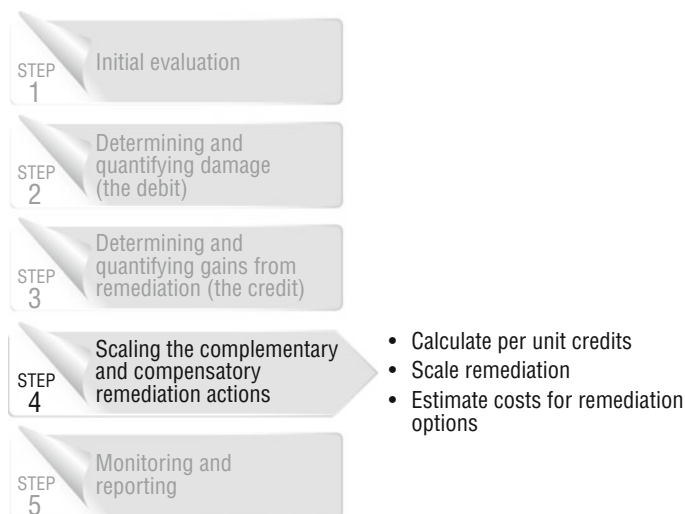 STEP
1
Initial evaluation
STEP
2
Determining and
quantifying damage
(the debit)
STEP
3
Determining and
quantifying gains from
remediation (the credit)
STEP
4
Scaling the complementary
and compensatory
remediation actions
• Calculate per unit credits
• Scale remediation
• Estimate costs for remediation
options
STEP
5
Monitoring and
reporting